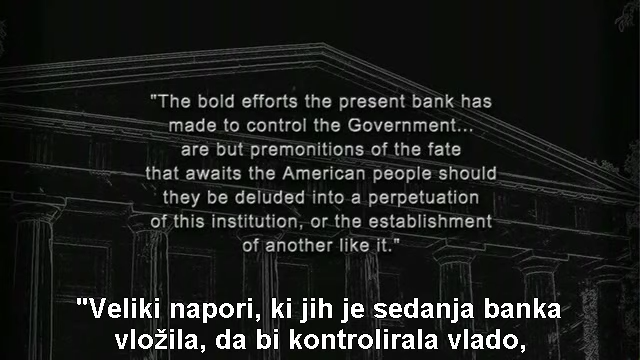 "The bold efforts the present bank has
made to control the Government...
are but premonitions of the fate
that awaits the American people should
they be deluded into a perpetuation
of this institution, or the establishment
of another like it."
"Veliki napori, ki jih je sedanja banka
vložila, da bi kontrolirala vlado,